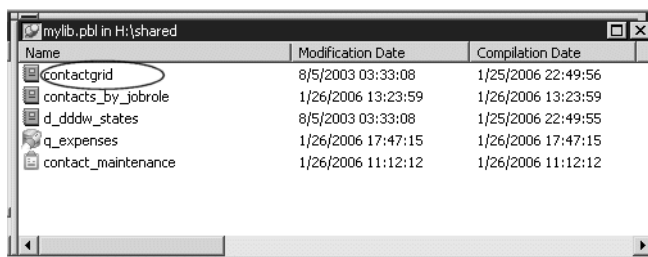 mylib.pbl in H:\shared
Name Modification Date Compilation Date
contactgrid 8/5/2003 03:33:08 1/25/2006 22:49:56
contacts_by_jobrole 1/26/2006 13:23:59 1/26/2006 13:23:59
d_dddw_states 8/5/2003 03:33:08 1/25/2006 22:49:55
q_expenses 1/26/2006 17:47:15 1/26/2006 17:47:15
contact_maintenance 1/26/2006 11:12:12 1/26/2006 11:12:12